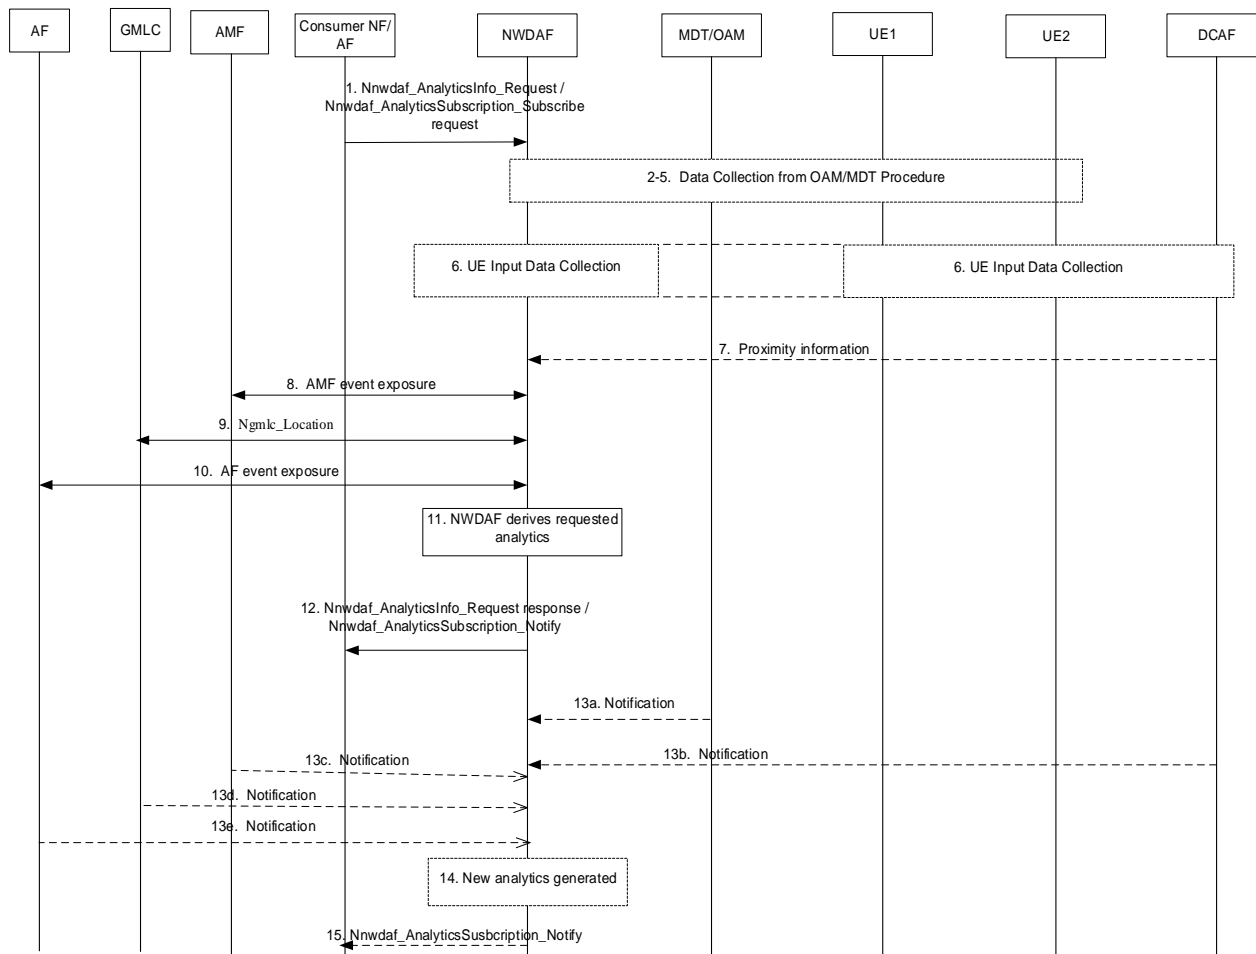 AF
GMLC
AMF
Consumer NF/
AF
NWDAF
MDT/OAM
UE1
UE2
DCAF
1. Nnwdaf_AnalyticsInfo_Request /
Nnwdaf_AnalyticsSubscription_Subscribe
request
2-5.  Data Collection from OAM/MDT Procedure
6. UE Input Data Collection
6. UE Input Data Collection
7.  Proximity information
8.  AMF event exposure
9.  Ngmlc_Location
10.  AF event exposure
11. NWDAF derives requested
analytics
12. Nnwdaf_AnalyticsInfo_Request response /
Nnwdaf_AnalyticsSubscription_Notify
13a. Notification
13b.  Notification
13c.  Notification
13d.  Notification
13e.  Notification
14. New analytics generated
15. Nnwdaf_AnalyticsSusbcription_Notify